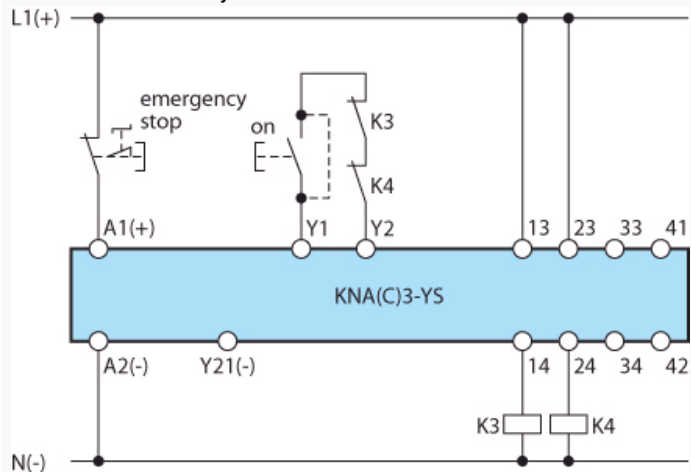 L1(+)
emergency
stop
on
K3
K4
A1(+) Y1 Y2 13 23 33 41
KNA(C)3-YS
A2(-) Y21(-) 14 24 34 42
K3 K4
N(-)